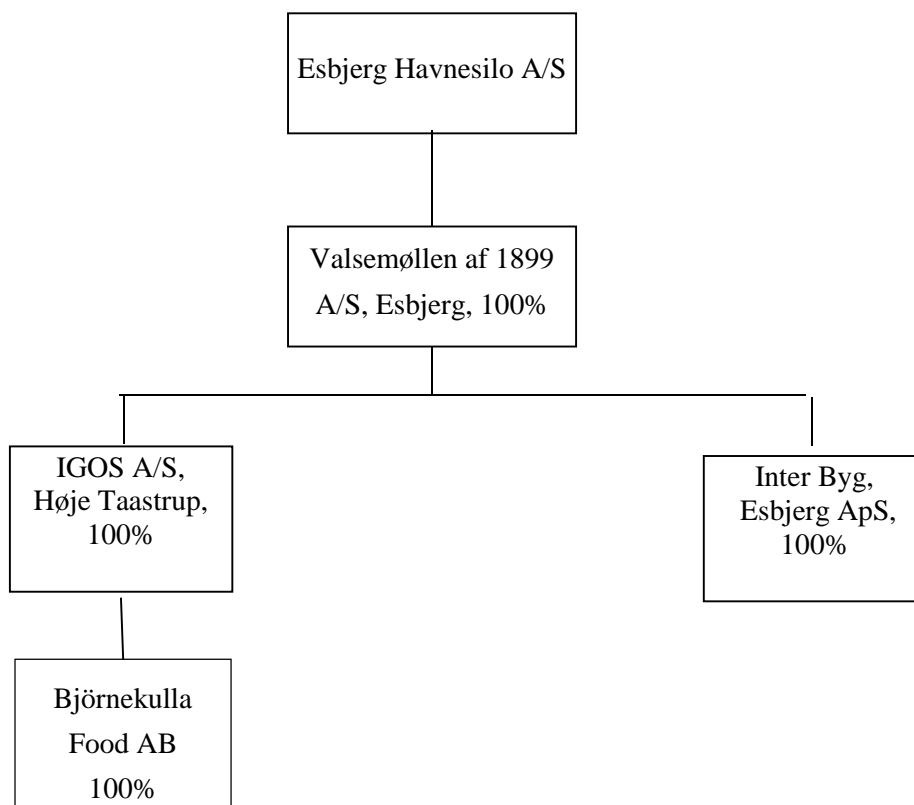 Esbjerg Havnesilo A/S
Valsemøllen af 1899
A/S, Esbjerg, 100%
IGOS A/S,
Høje Taastrup,
100%
Inter Byg,
Esbjerg ApS,
100%
Björnekulla
Food AB
100%